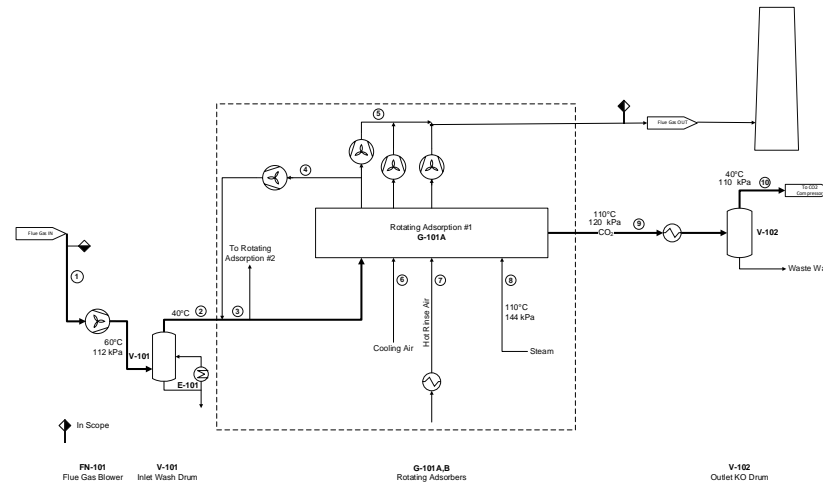 5
4
Flue Gas OUT
40°C
110 kPa
10
To CO2
Compressor
V-102
Waste Wa
Rotating Adsorption #1
G-101A
110°C
120 kPa
CO₂
9
Flue Gas IN
1
To Rotating
Adsorption #2
40°C
2
3
6
7
8
110°C
144 kPa
Hot Rinse Air
Cooling Air
Steam
60°C
112 kPa
V-101
E-101
In Scope
FN-101
Flue Gas Blower
V-101
Inlet Wash Drum
G-101A,B
Rotating Adsorbers
V-102
Outlet KO Drum